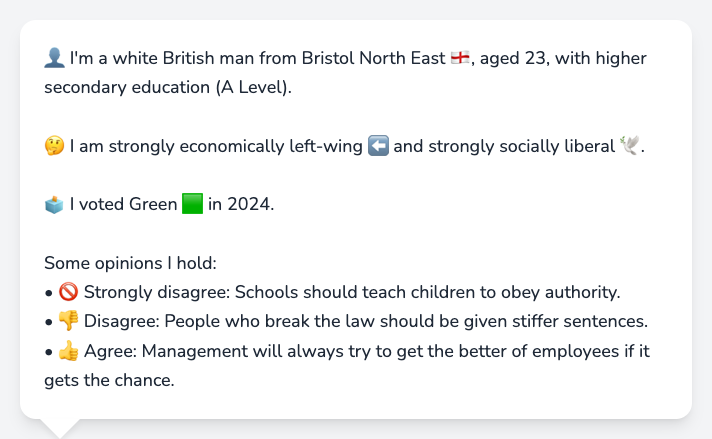 👤 I'm a white British man from Bristol North East 🏴󠁧󠁢󠁥󠁮󠁧󠁿, aged 23, with higher
secondary education (A Level).
🤔 I am strongly economically left-wing ⬅️ and strongly socially liberal 🕊️.
🗳️ I voted Green 🟩 in 2024.
Some opinions I hold:
• 🚫 Strongly disagree: Schools should teach children to obey authority.
• 👎 Disagree: People who break the law should be given stiffer sentences.
• 👍 Agree: Management will always try to get the better of employees if it
gets the chance.